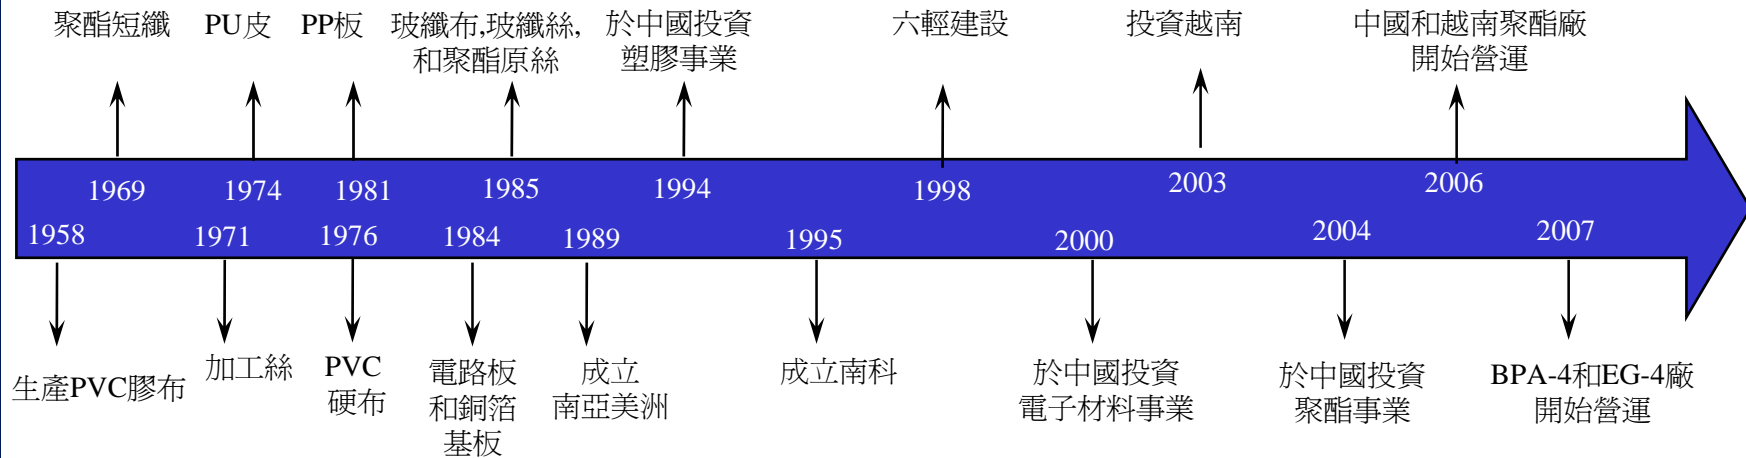 聚酯短纖
PU皮
PP板
玻纖布,玻纖絲,
和聚酯原絲
於中國投資
塑膠事業
六輕建設
投資越南
中國和越南聚酯廠
開始營運
1969
1974
1981
1985
1994
1998
2003
2006
1958
1971
1976
1984
1989
1995
2000
2004
2007
生產PVC膠布
加工絲
PVC
硬布
電路板
和銅箔
基板
成立
南亞美洲
成立南科
於中國投資
電子材料事業
於中國投資
聚酯事業
BPA-4和EG-4廠
開始營運